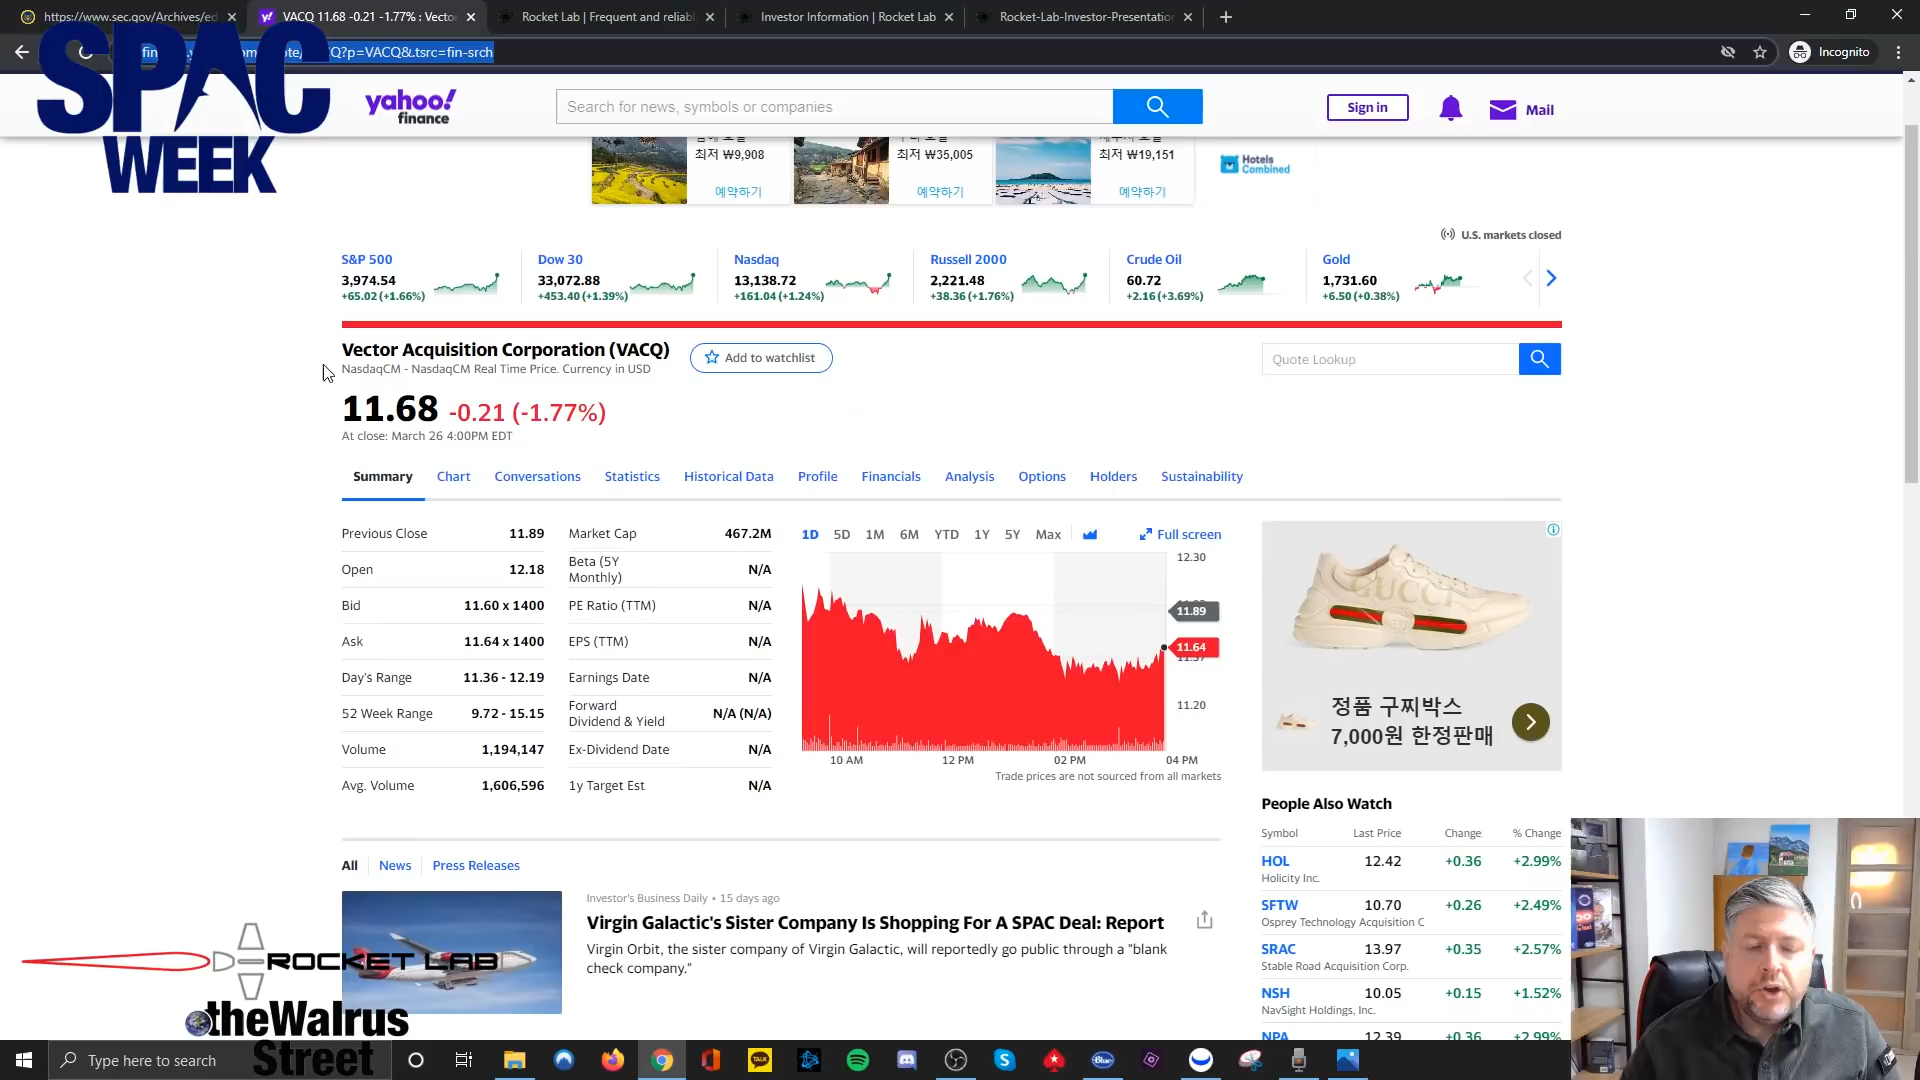 https://www.sec.gov/Archives/ed
VACQ 11.68 -0.21 -1.77% : Vecto
Rocket Lab | Frequent and reliab
Investor Information | Rocket Lab
Rocket-Lab-Investor-Presentation
Q?p=VACQ&.tsrc=fin-srch
Incognito
SPAC
WEEK
yahoo!
finance
Search for news, symbols or companies
Sign in
Mail
최저 ₩9,908
예약하기
최저 ₩35,005
예약하기
최저 ₩19,151
예약하기
Hotels
Combined
U.S. markets closed
S&P 500
3,974.54
+65.02 (+1.66%)
Dow 30
33,072.88
+453.40 (+1.39%)
Nasdaq
13,138.72
+161.04 (+1.24%)
Russell 2000
2,221.48
+38.36 (+1.76%)
Crude Oil
60.72
+2.16 (+3.69%)
Gold
1,731.60
+6.50 (+0.38%)
Vector Acquisition Corporation (VACQ)
Add to watchlist
Quote Lookup
NasdaqCM - NasdaqCM Real Time Price. Currency in USD
11.68 -0.21 (-1.77%)
At close: March 26 4:00PM EDT
Summary Chart Conversations Statistics Historical Data Profile Financials Analysis Options Holders Sustainability
Previous Close 11.89
Open 12.18
Bid 11.60 x 1400
Ask 11.64 x 1400
Day's Range 11.36 - 12.19
52 Week Range 9.72 - 15.15
Volume 1,194,147
Avg. Volume 1,606,596
Market Cap 467.2M
Beta (5Y
Monthly) N/A
PE Ratio (TTM) N/A
EPS (TTM) N/A
Earnings Date N/A
Forward
Dividend & Yield N/A (N/A)
Ex-Dividend Date N/A
1y Target Est N/A
1D 5D 1M 6M YTD 1Y 5Y Max
Full screen
12.30
11.89
11.64
11.20
10 AM 12 PM 02 PM 04 PM
Trade prices are not sourced from all markets
GUCCI
정품 구찌박스
7,000원 한정판매
People Also Watch
Symbol Last Price Change % Change
HOL 12.42 +0.36 +2.99%
Holicity Inc.
SFTW 10.70 +0.26 +2.49%
Osprey Technology Acquisition C
SRAC 13.97 +0.35 +2.57%
Stable Road Acquisition Corp.
NSH 10.05 +0.15 +1.52%
NavSight Holdings, Inc.
NPA 12.39 +0.36 +2.99%
All News Press Releases
Investor's Business Daily • 15 days ago
Virgin Galactic's Sister Company Is Shopping For A SPAC Deal: Report
Virgin Orbit, the sister company of Virgin Galactic, will reportedly go public through a "blank
check company."
ROCKET LAB
theWalrus
Street
Type here to search
TALK
Blue